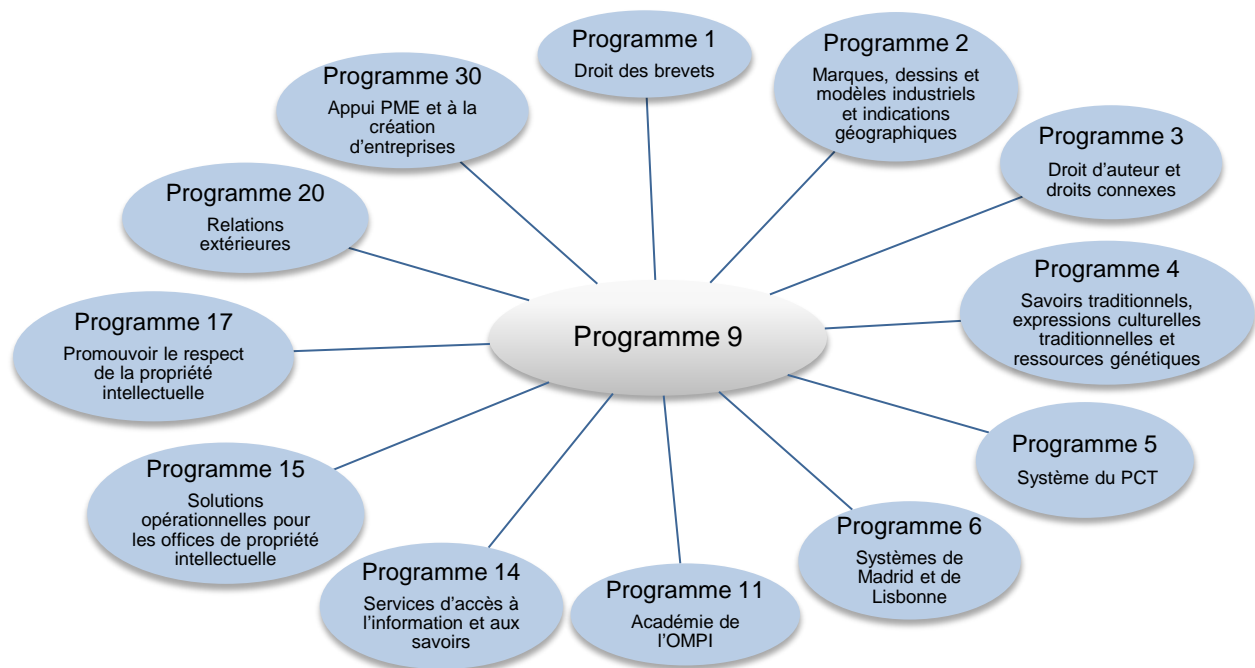 Programme 1
Droit des brevets
Programme 2
Marques, dessins et
modèles industriels
et indications
géographiques
Programme 3
Droit d'auteur et
droits connexes
Programme 4
Savoirs traditionnels,
expressions culturelles
traditionnelles et
ressources génétiques
Programme 5
Système du PCT
Programme 6
Systèmes de
Madrid et de
Lisbonne
Programme 11
Académie de
l'OMPI
Programme 14
Services d'accès à
l'information et aux
savoirs
Programme 15
Solutions
opérationnelles pour
les offices de propriété
intellectuelle
Programme 17
Promouvoir le respect
de la propriété
intellectuelle
Programme 20
Relations
extérieures
Programme 30
Appui PME et à la
création
d'entreprises
Programme 9